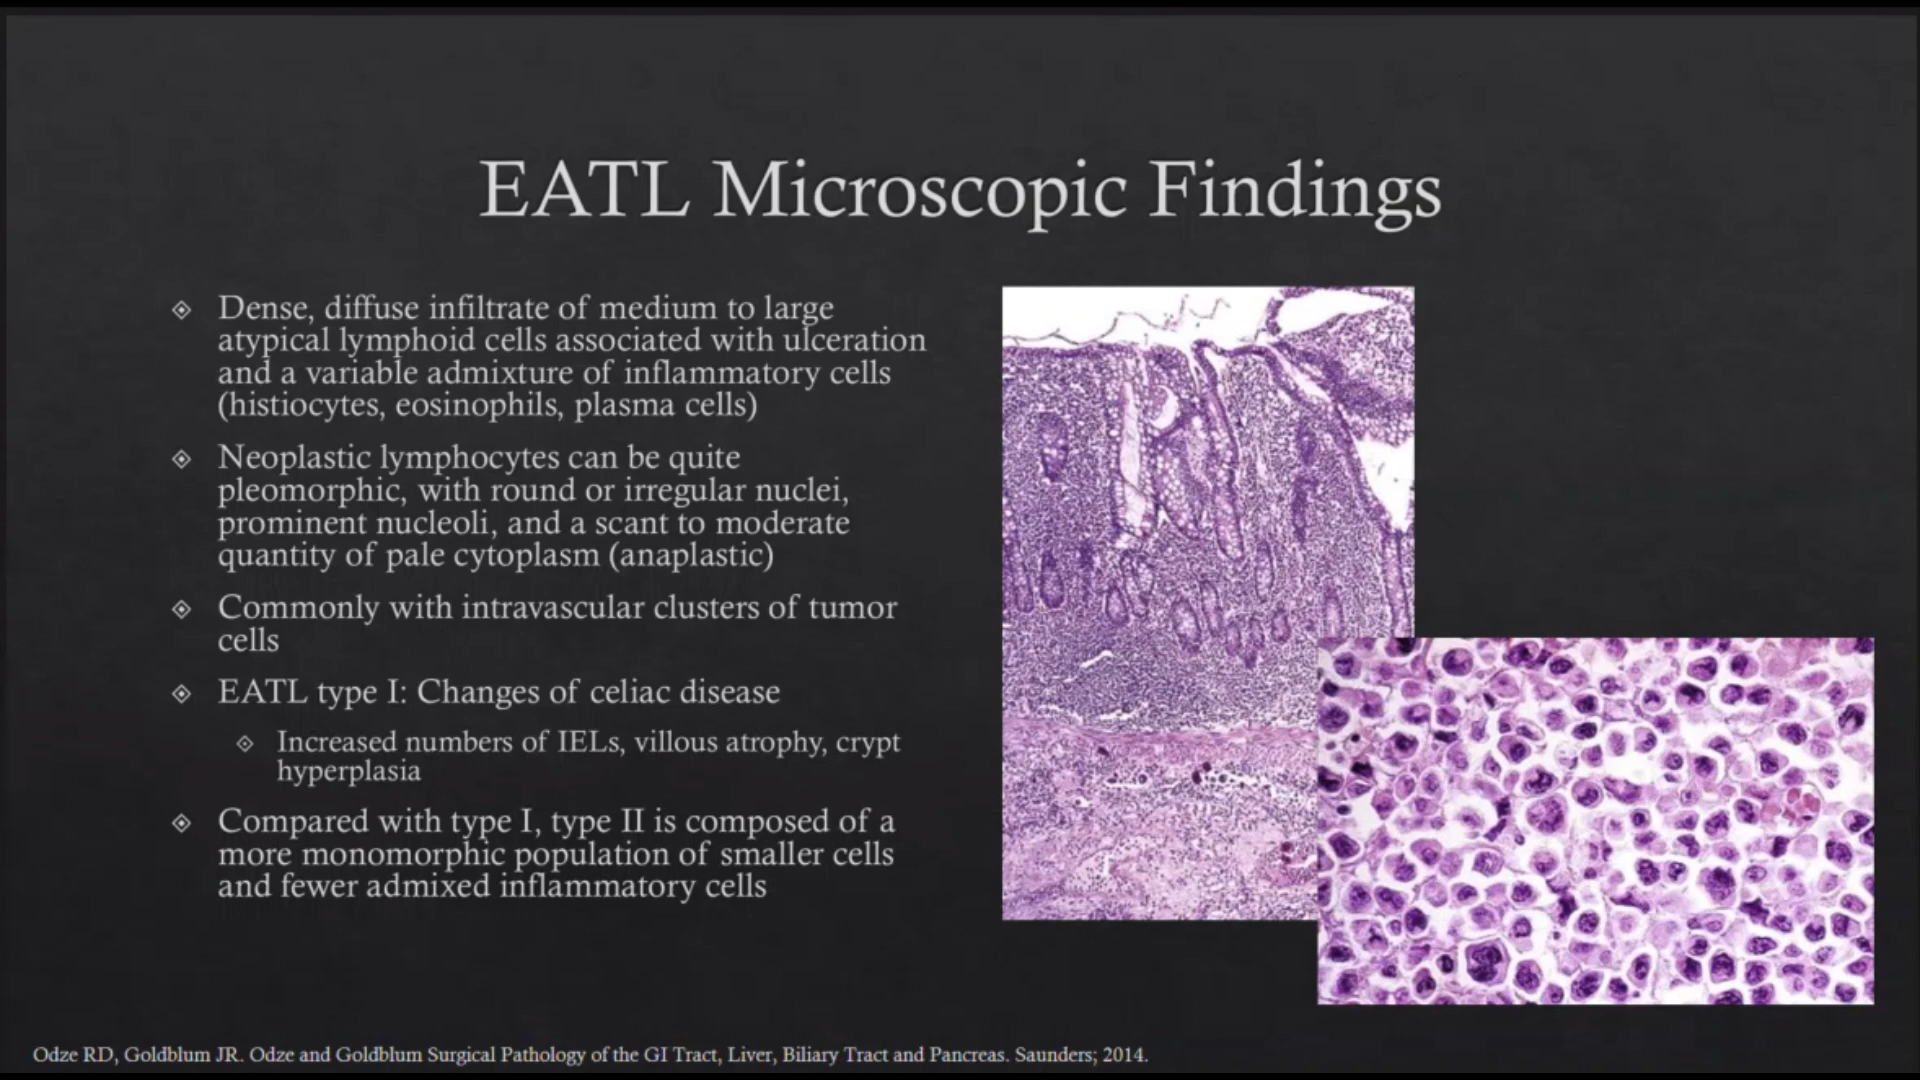 EATL Microscopic Findings
Dense, diffuse infiltrate of medium to large
atypical lymphoid cells associated with ulceration
and a variable admixture of inflammatory cells
(histiocytes, eosinophils, plasma cells)
Neoplastic lymphocytes can be quite
pleomorphic, with round or irregular nuclei,
prominent nucleoli, and a scant to moderate
quantity of pale cytoplasm (anaplastic)
Commonly with intravascular clusters of tumor
cells
EATL type I: Changes of celiac disease
Increased numbers of IELs, villous atrophy, crypt
hyperplasia
Compared with type I, type II is composed of a
more monomorphic population of smaller cells
and fewer admixed inflammatory cells
Odze RD, Goldblum JR. Odze and Goldblum Surgical Pathology of the GI Tract, Liver, Biliary Tract and Pancreas. Saunders; 2014.